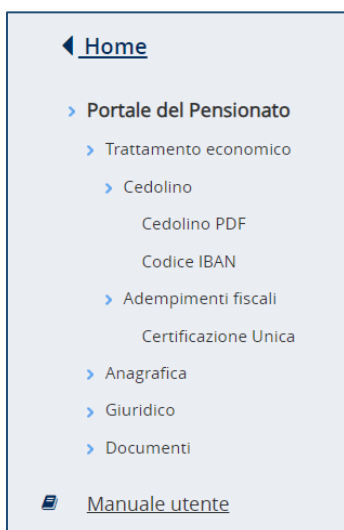 Home
Portale del Pensionato
Trattamento economico
Cedolino
Cedolino PDF
Codice IBAN
Adempimenti fiscali
Certificazione Unica
Anagrafica
Giuridico
Documenti
Manuale utente